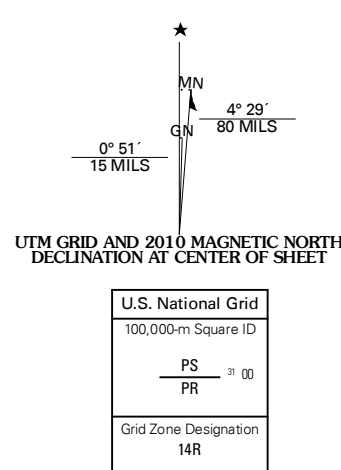 ★
MN
4° 29´
80 MILS
GN
0° 51´
15 MILS
UTM GRID AND 2010 MAGNETIC NORTH
DECLINATION AT CENTER OF SHEET
U.S. National Grid
100,000-m Square ID
PS
31 00
PR
Grid Zone Designation
14R